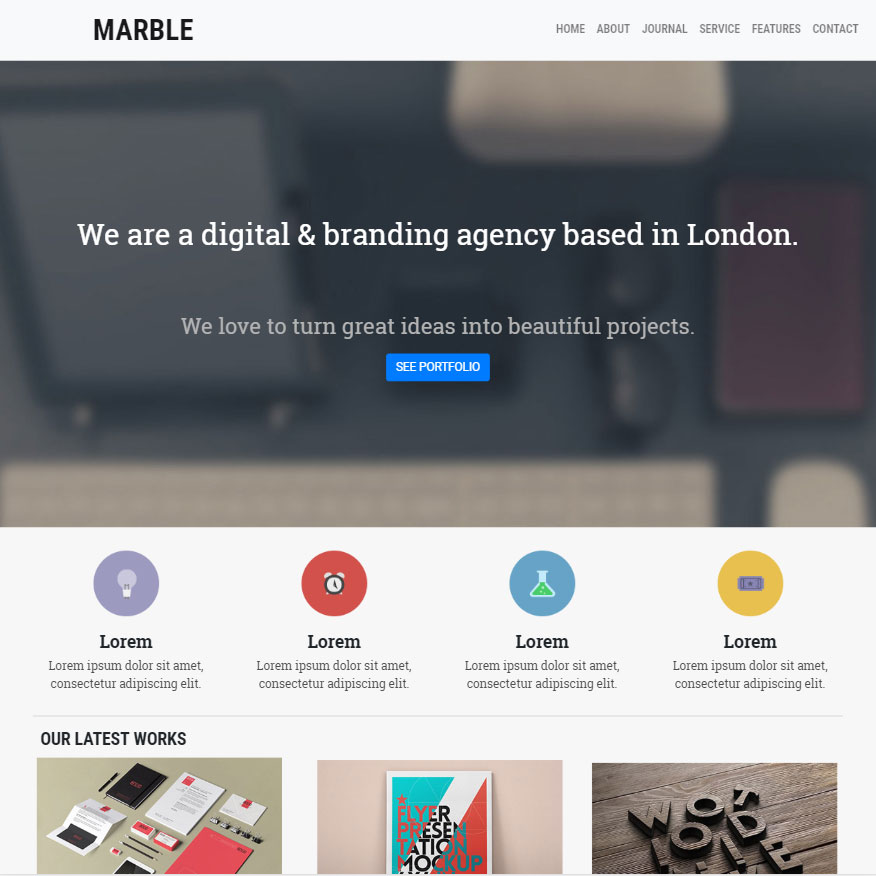 MARBLE
HOME ABOUT JOURNAL SERVICE FEATURES CONTACT
We are a digital & branding agency based in London.
We love to turn great ideas into beautiful projects.
SEE PORTFOLIO
Lorem
Lorem ipsum dolor sit amet,
consectetur adipiscing elit.
Lorem
Lorem ipsum dolor sit amet,
consectetur adipiscing elit.
Lorem
Lorem ipsum dolor sit amet,
consectetur adipiscing elit.
Lorem
Lorem ipsum dolor sit amet,
consectetur adipiscing elit.
OUR LATEST WORKS
FLYER
PRESEN
TATION
MOCKUP
WOOD